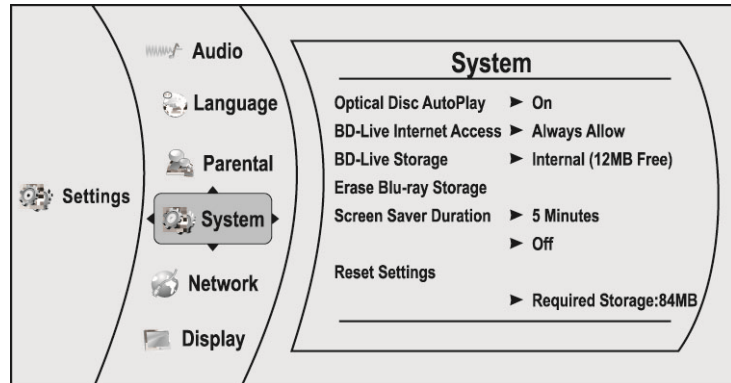 Settings
Audio
Language
Parental
System
Network
Display
System
Optical Disc AutoPlay ► On
BD-Live Internet Access ► Always Allow
BD-Live Storage ► Internal (12MB Free)
Erase Blu-ray Storage
Screen Saver Duration ► 5 Minutes
► Off
Reset Settings
► Required Storage:84MB